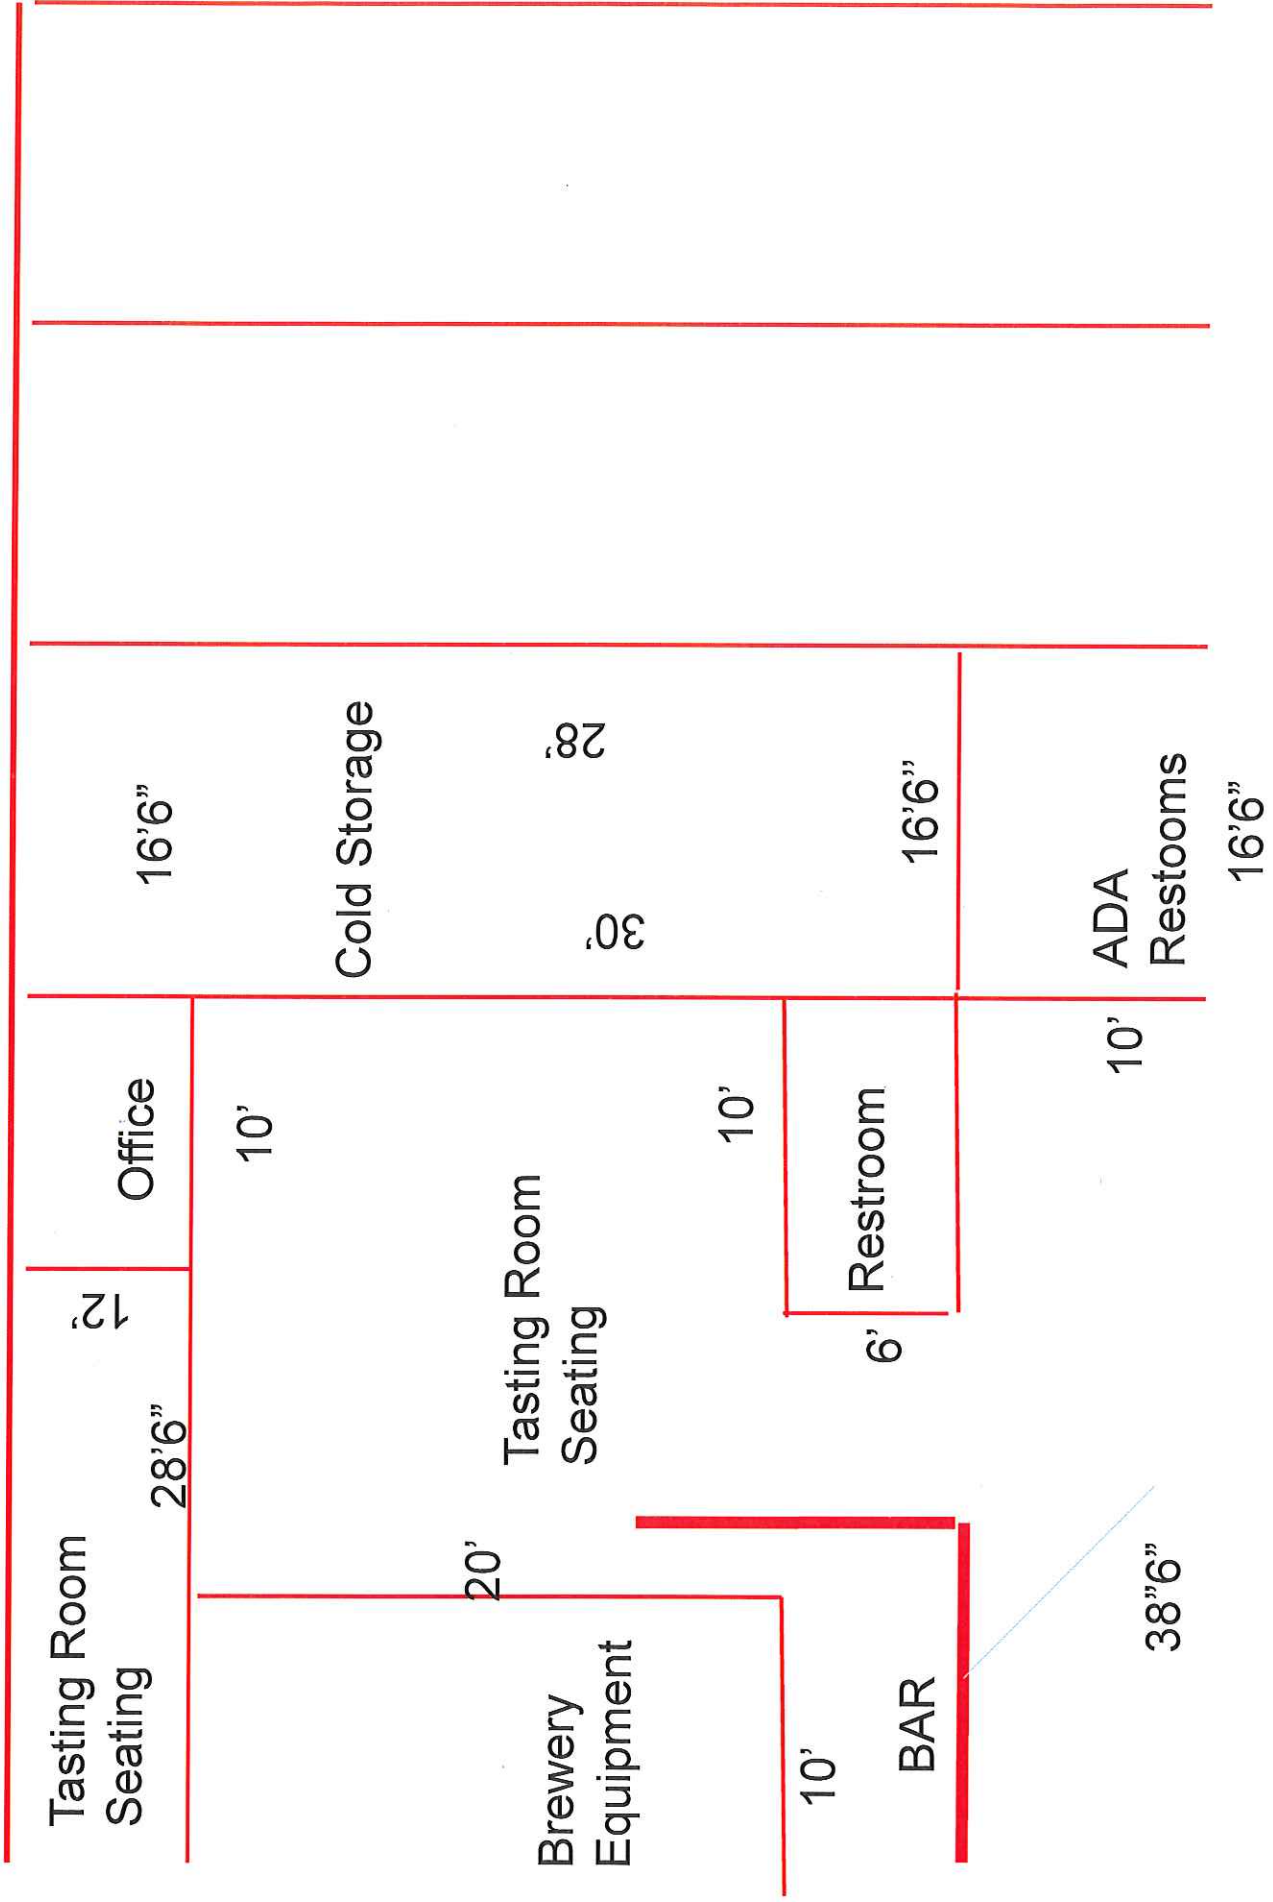 Tasting Room
Seating
12’
Office
16’6”
28’6”
10’
Cold Storage
20’
Tasting Room
Seating
Brewery
Equipment
28’
30’
10’
10’
Restroom
6’
BAR
16’6”
ADA
Restooms
10’
38”6”
16’6”